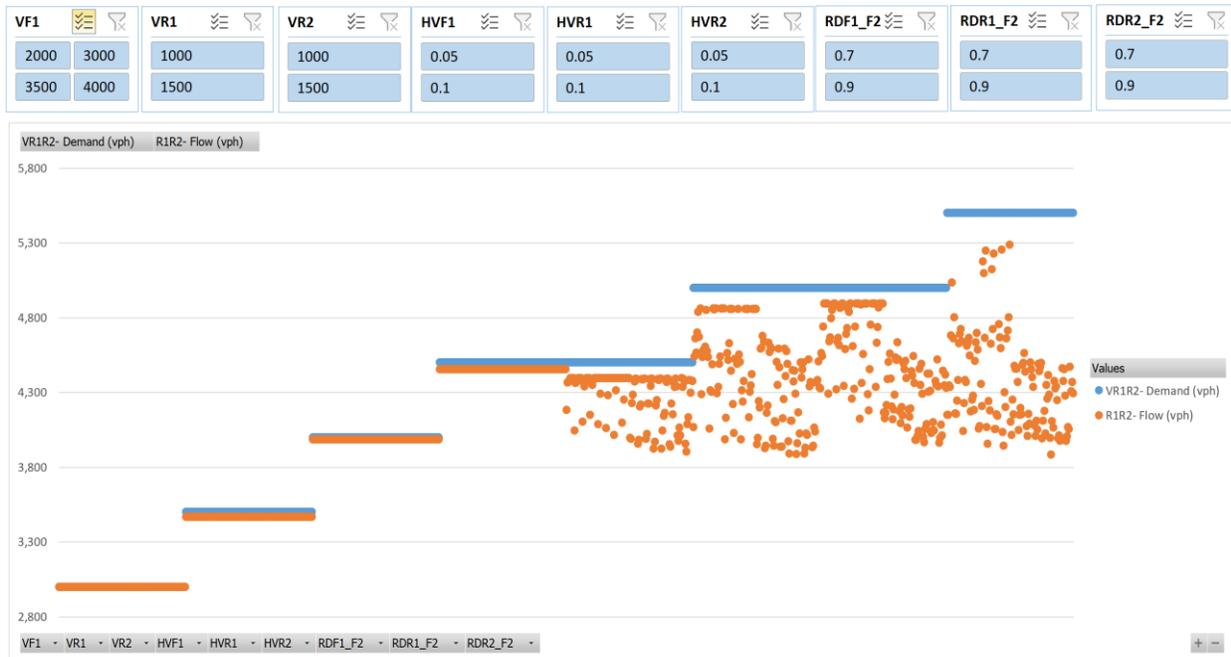 VF1 VR1 VR2 HVF1 HVR1 HVR2 RDF1_F2 RDR1_F2 RDR2_F2
2000 3000 1000 1000 0.05 0.05 0.05 0.7 0.7 0.7
3500 4000 1500 1500 0.1 0.1 0.1 0.9 0.9 0.9
VR1R2- Demand (vph) R1R2- Flow (vph)
5,800
5,300
4,800
4,300
3,800
3,300
2,800
Values
VR1R2- Demand (vph)
R1R2- Flow (vph)
VF1 VR1 VR2 HVF1 HVR1 HVR2 RDF1_F2 RDR1_F2 RDR2_F2
+ −